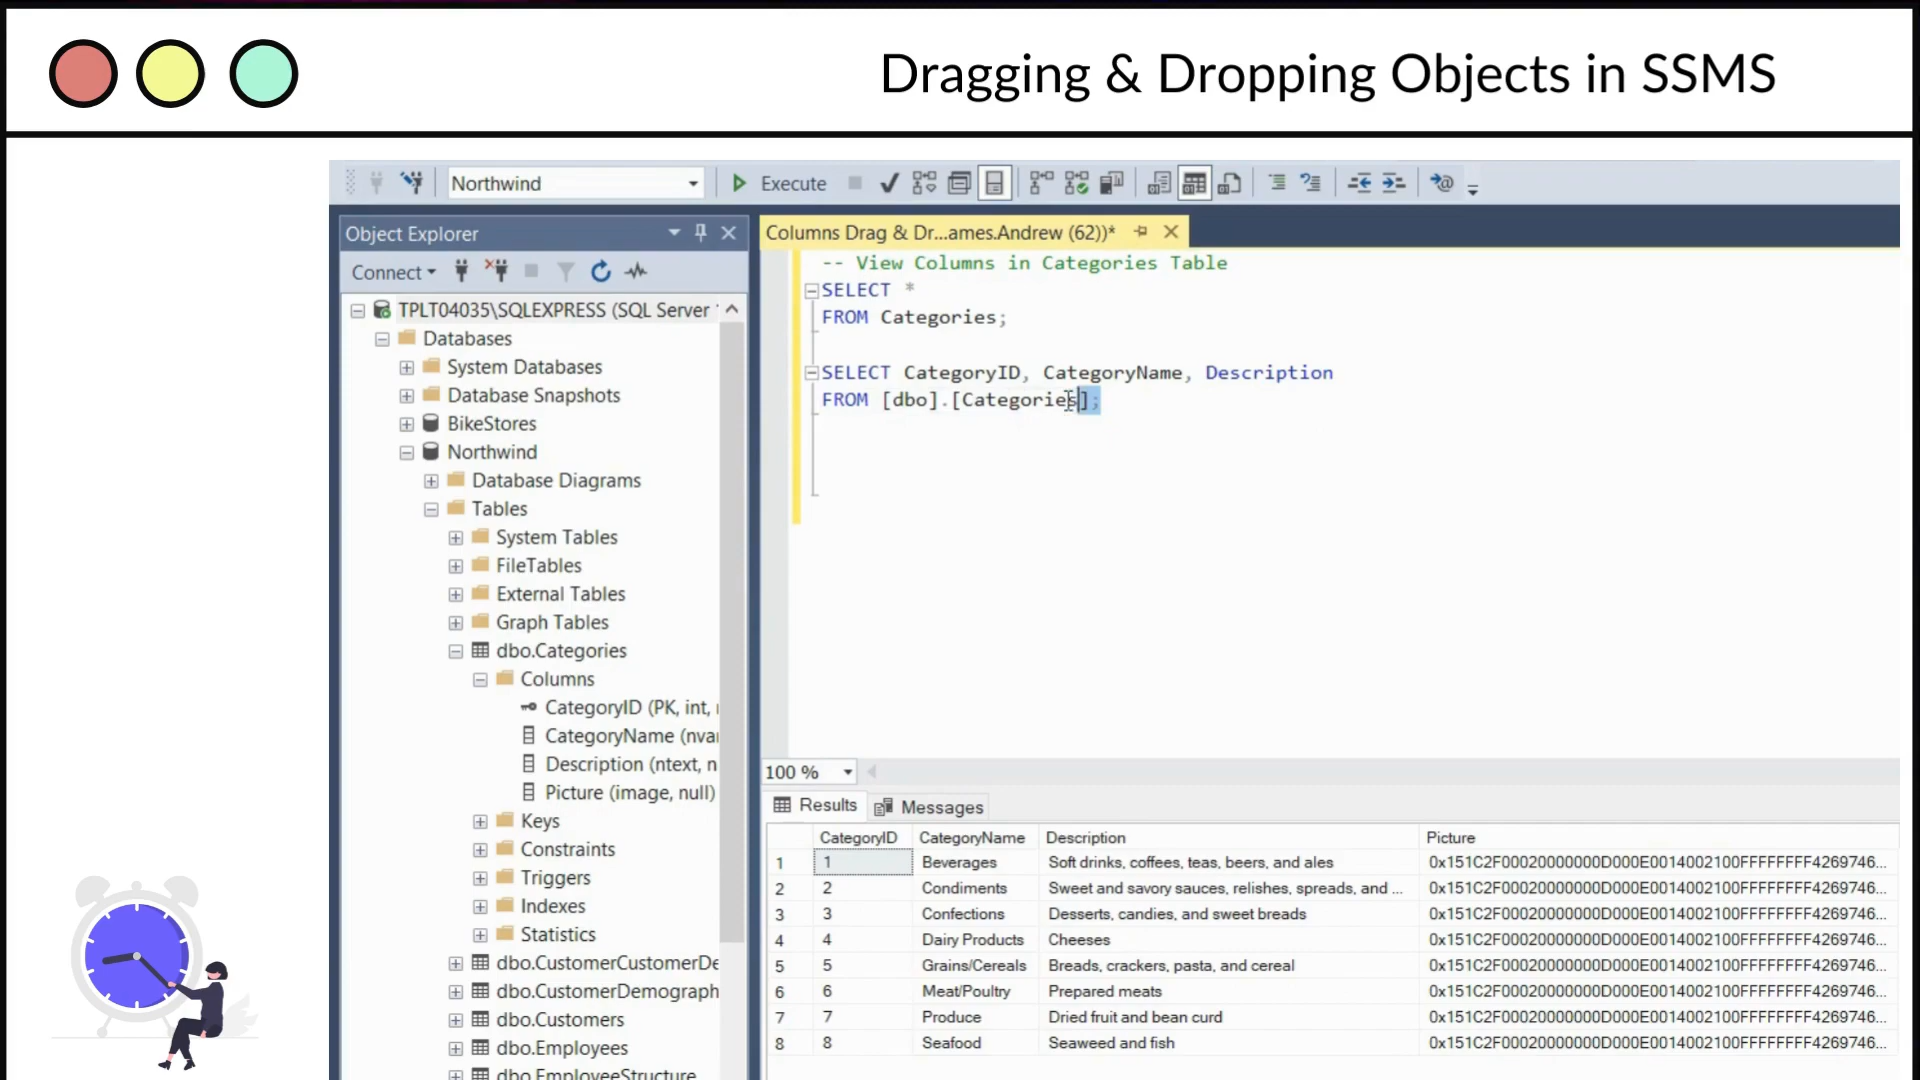 Dragging & Dropping Objects in SSMS
Northwind
Execute
Object Explorer
Connect
TPLT04035\SQLEXPRESS (SQL Server
Databases
System Databases
Database Snapshots
BikeStores
Northwind
Database Diagrams
Tables
System Tables
FileTables
External Tables
Graph Tables
dbo.Categories
Columns
CategoryID (PK, int,
CategoryName (nva
Description (ntext, n
Picture (image, null)
Keys
Constraints
Triggers
Indexes
Statistics
dbo.CustomerCustomerDe
dbo.CustomerDemograph
dbo.Customers
dbo.Employees
dbo.EmployeeStructure
Columns Drag & Dr...ames.Andrew (62))*
-- View Columns in Categories Table
SELECT *
FROM Categories;
SELECT CategoryID, CategoryName, Description
FROM [dbo].[Categories];
100 %
Results Messages
CategoryID CategoryName Description Picture
1 1 Beverages Soft drinks, coffees, teas, beers, and ales 0x151C2F00020000000D000E0014002100FFFFFFFF4269746...
2 2 Condiments Sweet and savory sauces, relishes, spreads, and ... 0x151C2F00020000000D000E0014002100FFFFFFFF4269746...
3 3 Confections Desserts, candies, and sweet breads 0x151C2F00020000000D000E0014002100FFFFFFFF4269746...
4 4 Dairy Products Cheeses 0x151C2F00020000000D000E0014002100FFFFFFFF4269746...
5 5 Grains/Cereals Breads, crackers, pasta, and cereal 0x151C2F00020000000D000E0014002100FFFFFFFF4269746...
6 6 Meat/Poultry Prepared meats 0x151C2F00020000000D000E0014002100FFFFFFFF4269746...
7 7 Produce Dried fruit and bean curd 0x151C2F00020000000D000E0014002100FFFFFFFF4269746...
8 8 Seafood Seaweed and fish 0x151C2F00020000000D000E0014002100FFFFFFFF4269746...